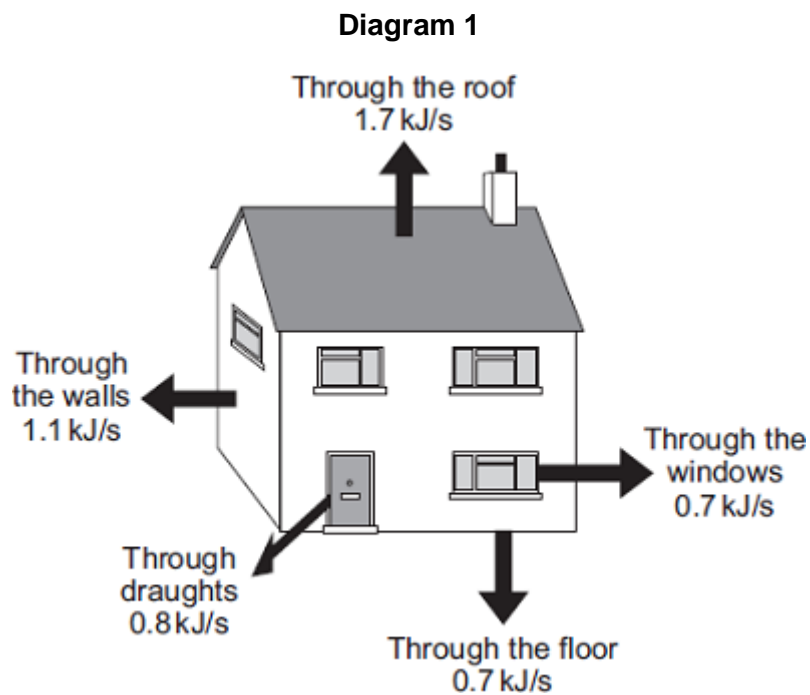 Diagram 1
Through the roof
1.7 kJ/s
Through
the walls
1.1 kJ/s
Through the
windows
0.7 kJ/s
Through
draughts
0.8 kJ/s
Through the floor
0.7 kJ/s